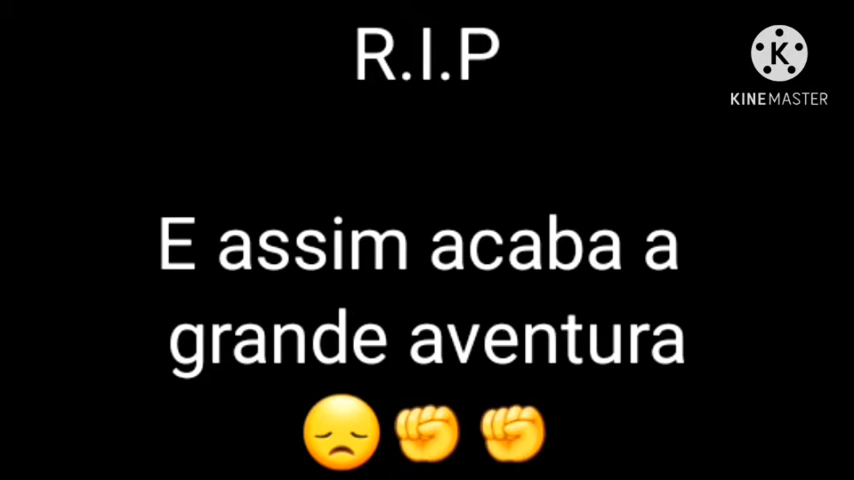 R.I.P
KINEMASTER
E assim acaba a
grande aventura
😞✊✊